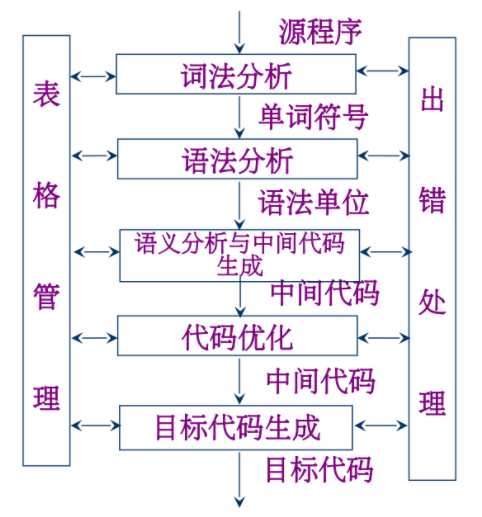 源程序
词法分析
单词符号
语法分析
语法单位
语义分析与中间代码
生成
中间代码
代码优化
中间代码
目标代码生成
目标代码
表
格
管
理
出
错
处
理